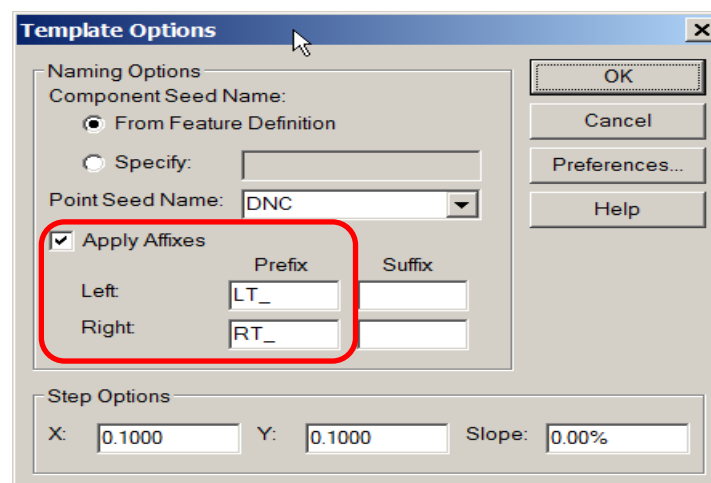 Template Options
Naming Options
OK
Component Seed Name:
From Feature Definition
Cancel
Specify:
Preferences...
Point Seed Name: DNC
Help
Apply Affixes
Prefix Suffix
Left: LT_
Right: RT_
Step Options
X: 0.1000 Y: 0.1000 Slope: 0.00%